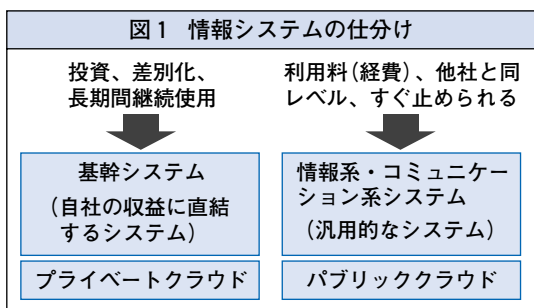 図1 情報システムの仕分け
投資、差別化、
長期間継続使用
利用料(経費)、他社と同
レベル、すぐ止められる
基幹システム
(自社の収益に直結
するシステム)
情報系・コミュニケー
ション系システム
(汎用的なシステム)
プライベートクラウド
パブリッククラウド